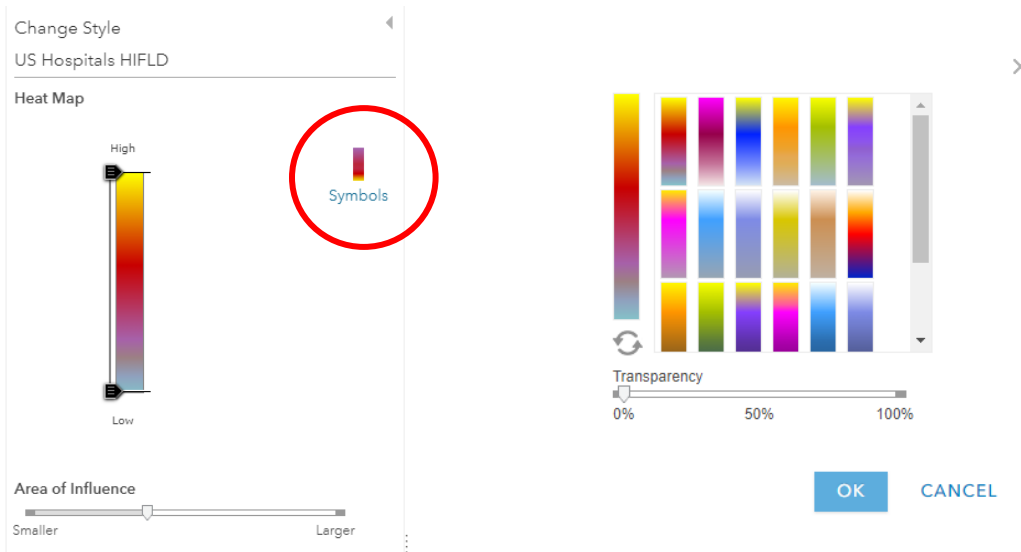 Change Style
US Hospitals HIFLD
Heat Map
High
Symbols
Low
Area of Influence
Smaller Larger
Transparency
0% 50% 100%
OK CANCEL